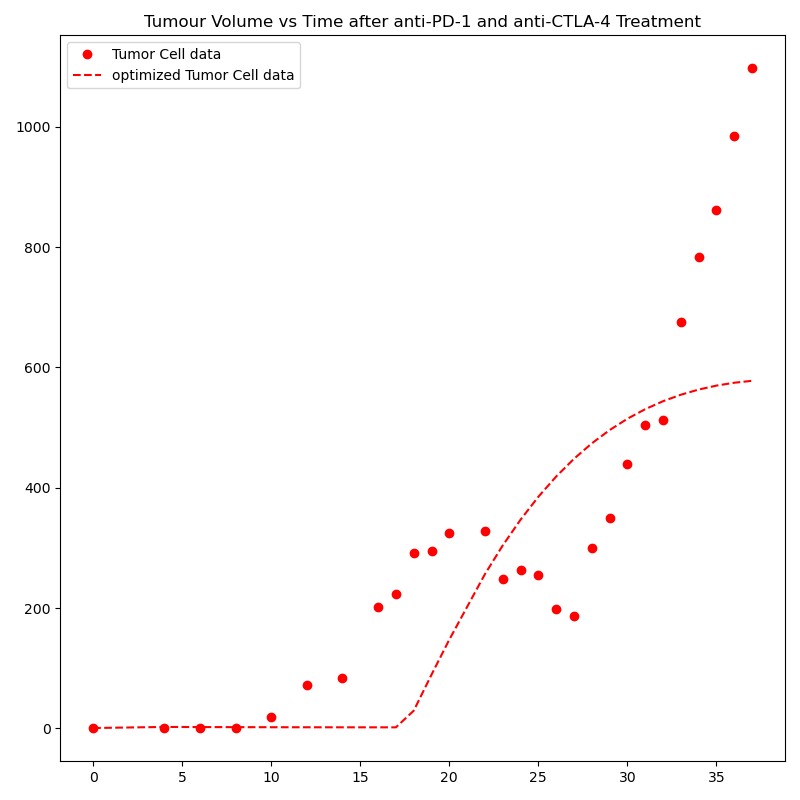 Tumour Volume vs Time after anti-PD-1 and anti-CTLA-4 Treatment
Tumor Cell data
optimized Tumor Cell data
1000
800
600
400
200
0
0 5 10 15 20 25 30 35